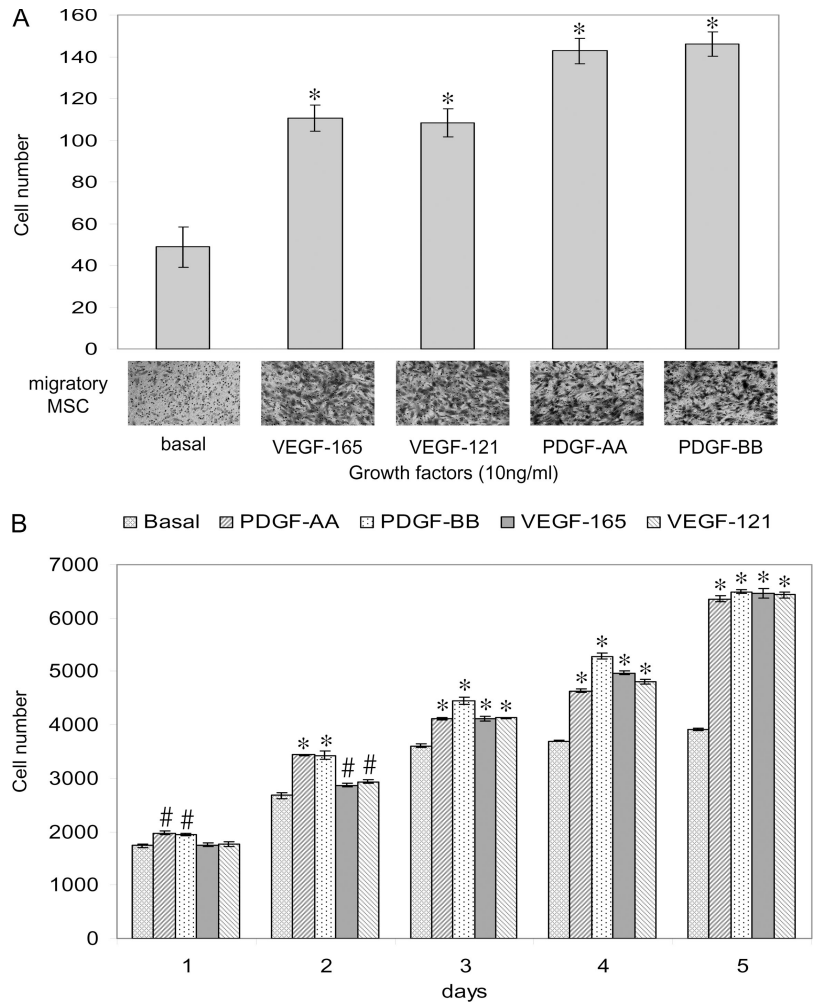 A
160
140
120
100
80
60
40
20
0
Cell number
* * * *
migratory
MSC
basal VEGF-165 VEGF-121 PDGF-AA PDGF-BB
Growth factors (10ng/ml)
B
Basal PDGF-AA PDGF-BB VEGF-165 VEGF-121
7000
6000
5000
4000
3000
2000
1000
0
Cell number
# #
* * # #
* * * *
* * * *
* * * *
1 2 3 4 5
days